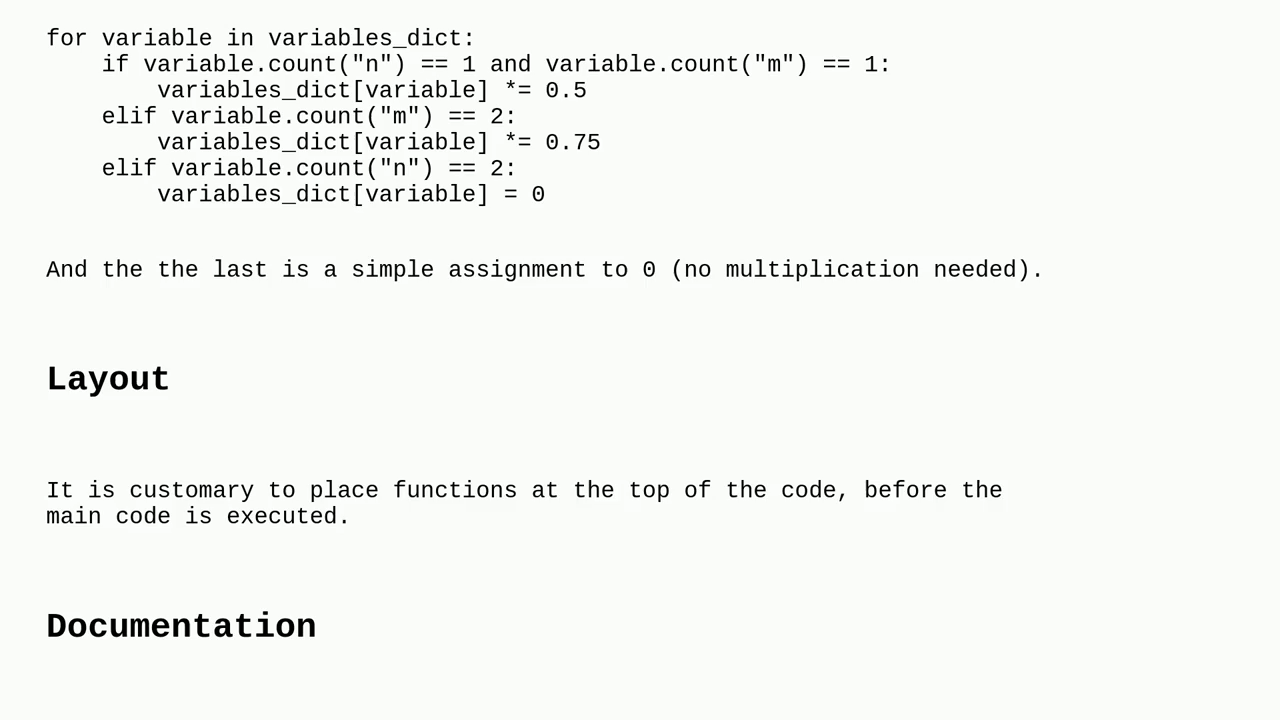 for variable in variables_dict:
    if variable.count("n") == 1 and variable.count("m") == 1:
        variables_dict[variable] *= 0.5
    elif variable.count("m") == 2:
        variables_dict[variable] *= 0.75
    elif variable.count("n") == 2:
        variables_dict[variable] = 0
And the the last is a simple assignment to 0 (no multiplication needed).
Layout
It is customary to place functions at the top of the code, before the
main code is executed.
Documentation